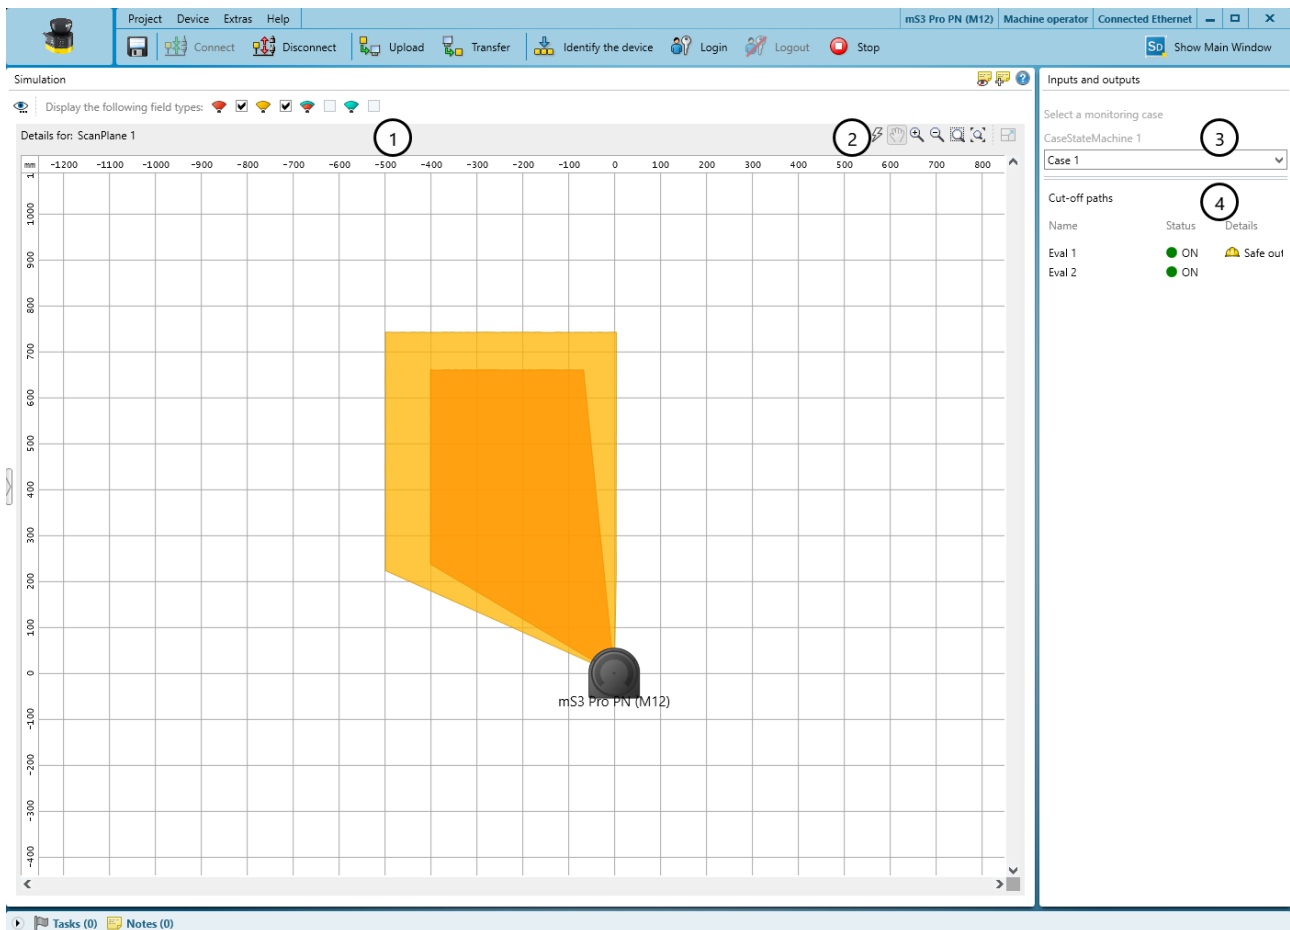 Project Device Extras Help mS3 Pro PN (M12) Machine operator Connected Ethernet
Connect Disconnect Upload Transfer Identify the device Login Logout Stop SD Show Main Window
Simulation
Display the following field types:
Details for: ScanPlane 1
1
2
mm -1200 -1100 -1000 -900 -800 -700 -600 -500 -400 -300 -200 -100 0 100 200 300 400 500 600 700 800
1
1000
900
800
700
600
500
400
300
200
100
0
-100
-200
-300
-400
mS3 Pro PN (M12)
Inputs and outputs
Select a monitoring case
CaseStateMachine 1
3
Case 1
Cut-off paths
4
Name Status Details
Eval 1 ON Safe out
Eval 2 ON
Tasks (0) Notes (0)